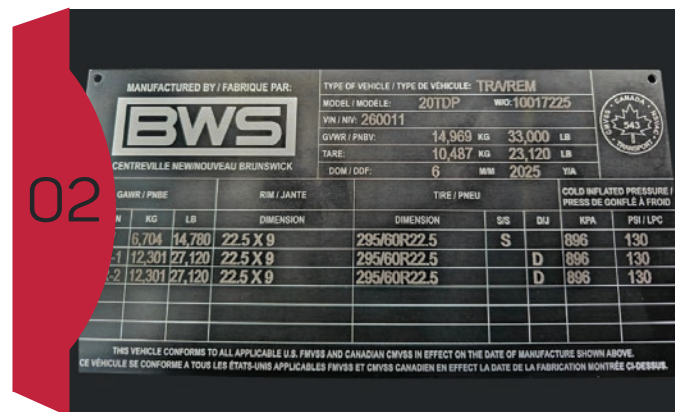 02
MANUFACTURED BY / FABRIQUE PAR:
BWS
CENTREVILLE NEW/NOUVEAU BRUNSWICK
TYPE OF VEHICLE / TYPE DE VÉHICULE: TRA/REM
MODEL / MODÈLE: 20TDP W/O: 10017225
VIN / NIV: 260011
GVWR / PNBV: 14,969 KG 33,000 LB
TARE: 10,487 KG 23,120 LB
DOM / DDF: 6 M/M 2025 Y/A
CANADA
543
TRANSPORT
GAWR / PNBE RIM / JANTE TIRE / PNEU COLD INFLATED PRESSURE /
PRESS DE GONFLÉ À FROID
KG LB DIMENSION DIMENSION S/S D/J KPA PSI / LPC
6,704 14,780 22.5 X 9 295/60R22.5 S 896 130
-1 12,301 27,120 22.5 X 9 295/60R22.5 D 896 130
-2 12,301 27,120 22.5 X 9 295/60R22.5 D 896 130
THIS VEHICLE CONFORMS TO ALL APPLICABLE U.S. FMVSS AND CANADIAN CMVSS IN EFFECT ON THE DATE OF MANUFACTURE SHOWN ABOVE.
CE VÉHICULE SE CONFORME A TOUS LES ÉTATS-UNIS APPLICABLES FMVSS ET CMVSS CANADIEN EN EFFECT LA DATE DE LA FABRICATION MONTRÉE CI-DESSUS.